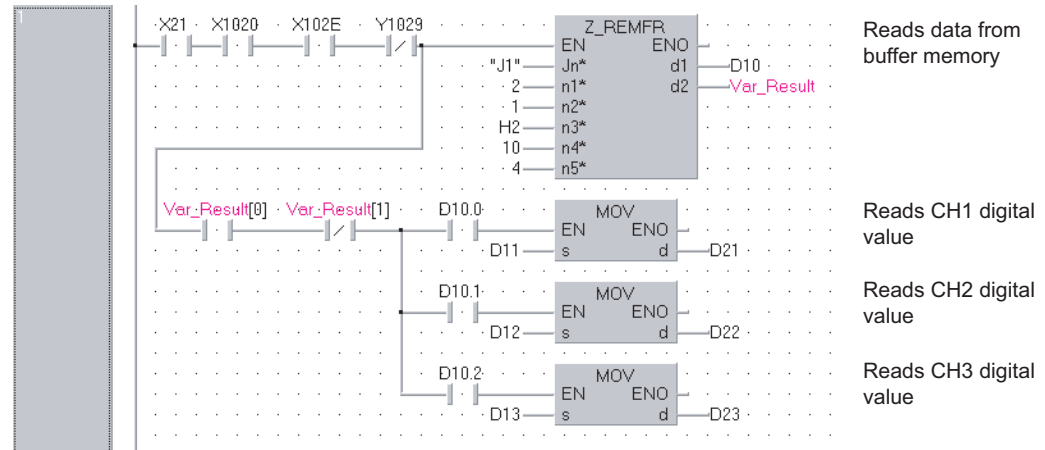 1
X21 X1020 X102E Y1029
Z_REMFR
EN ENO
"J1" Jn* d1 D10
2 n1* d2 Var_Result
1 n2*
H2 n3*
10 n4*
4 n5*
Reads data from
buffer memory
Var_Result[0] Var_Result[1] D10.0
MOV
EN ENO
D11 s d D21
Reads CH1 digital
value
D10.1
MOV
EN ENO
D12 s d D22
Reads CH2 digital
value
D10.2
MOV
EN ENO
D13 s d D23
Reads CH3 digital
value